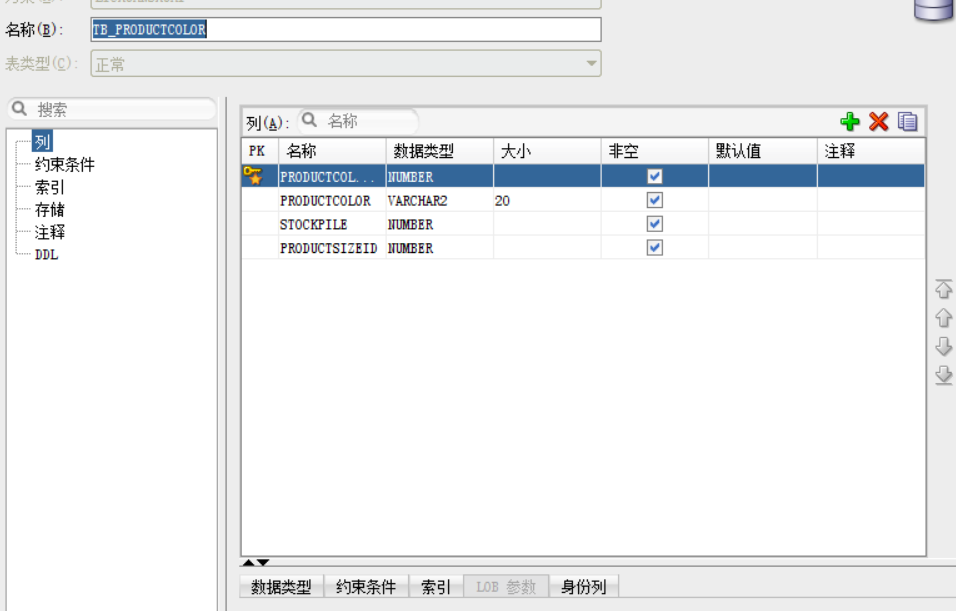 名称(B): TB_PRODUCTCOLOR
表类型(C): 正常
搜索
列
约束条件
索引
存储
注释
DDL
列(A): 名称
PK 名称 数据类型 大小 非空 默认值 注释
PRODUCTCOL... NUMBER
PRODUCTCOLOR VARCHAR2 20
STOCKPILE NUMBER
PRODUCTSIZEID NUMBER
数据类型 约束条件 索引 LOB 参数 身份列